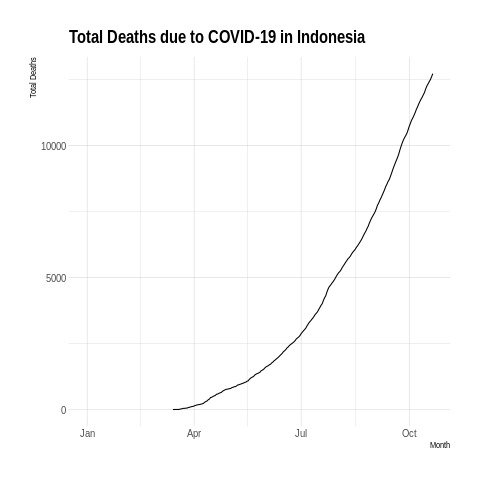 Total Deaths due to COVID-19 in Indonesia
Total Deaths
10000
5000
0
Jan Apr Jul Oct
Month